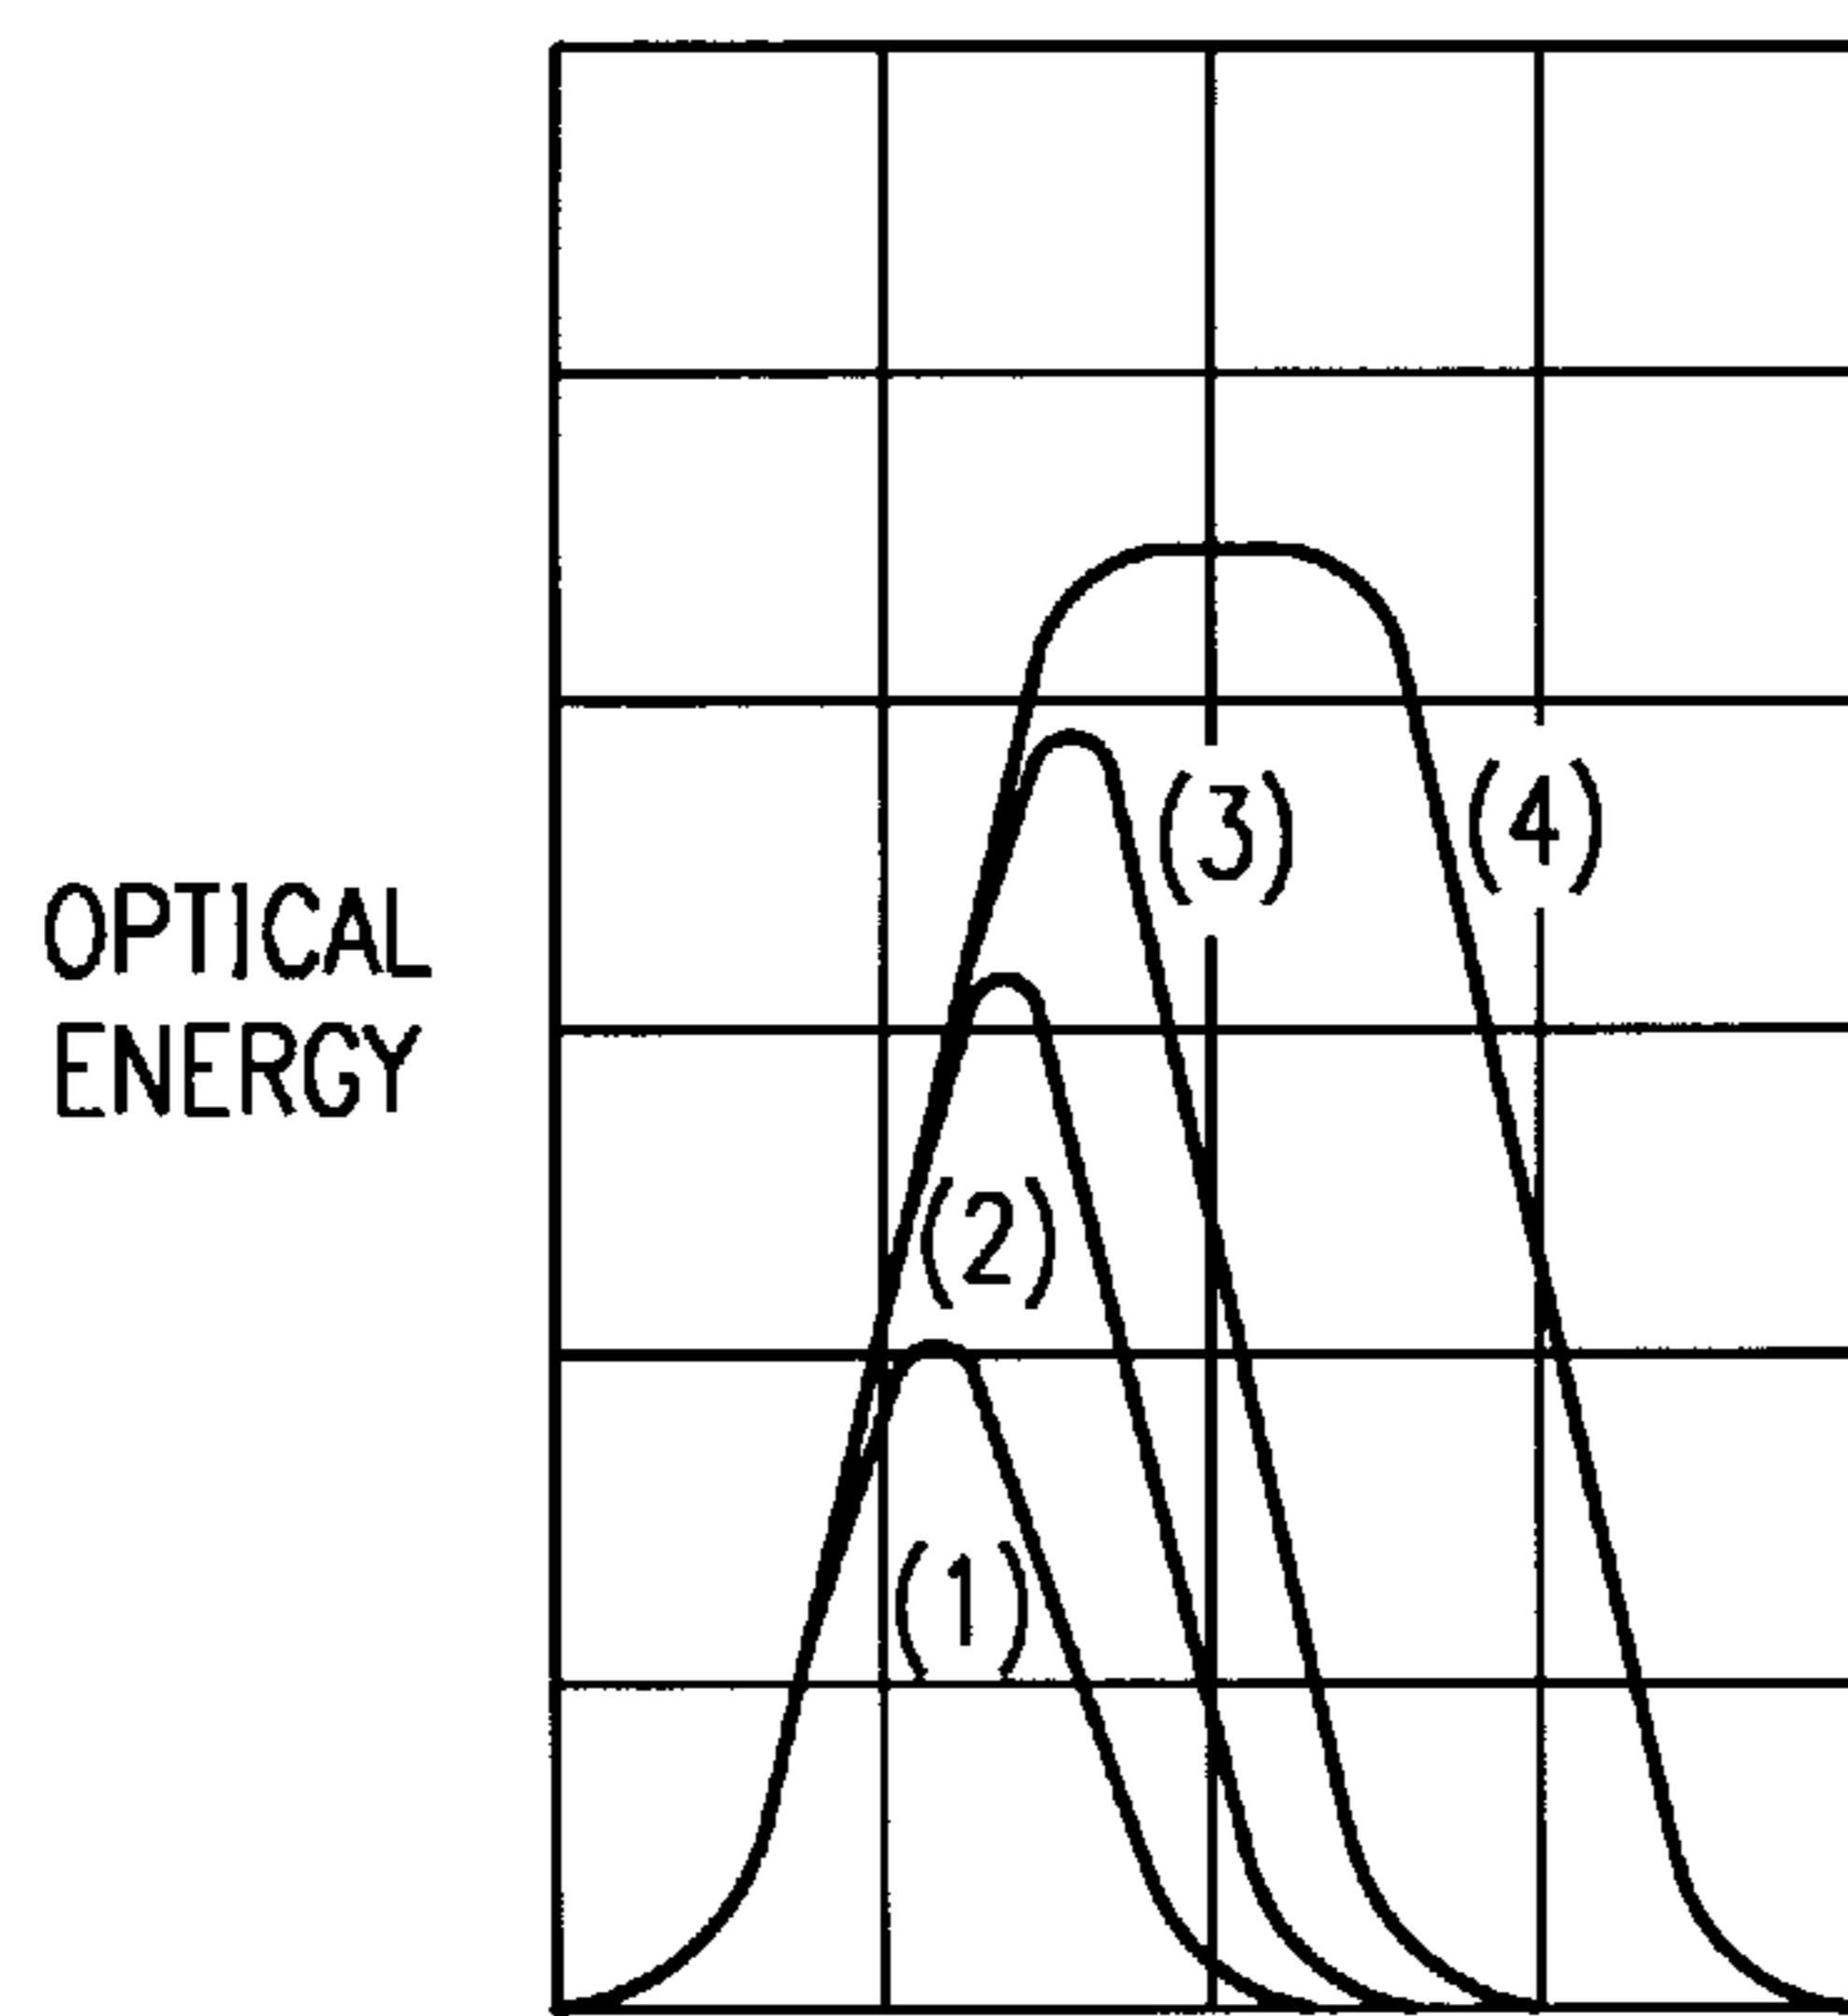 OPTICAL
ENERGY
(3)
(4)
(2)
(1)